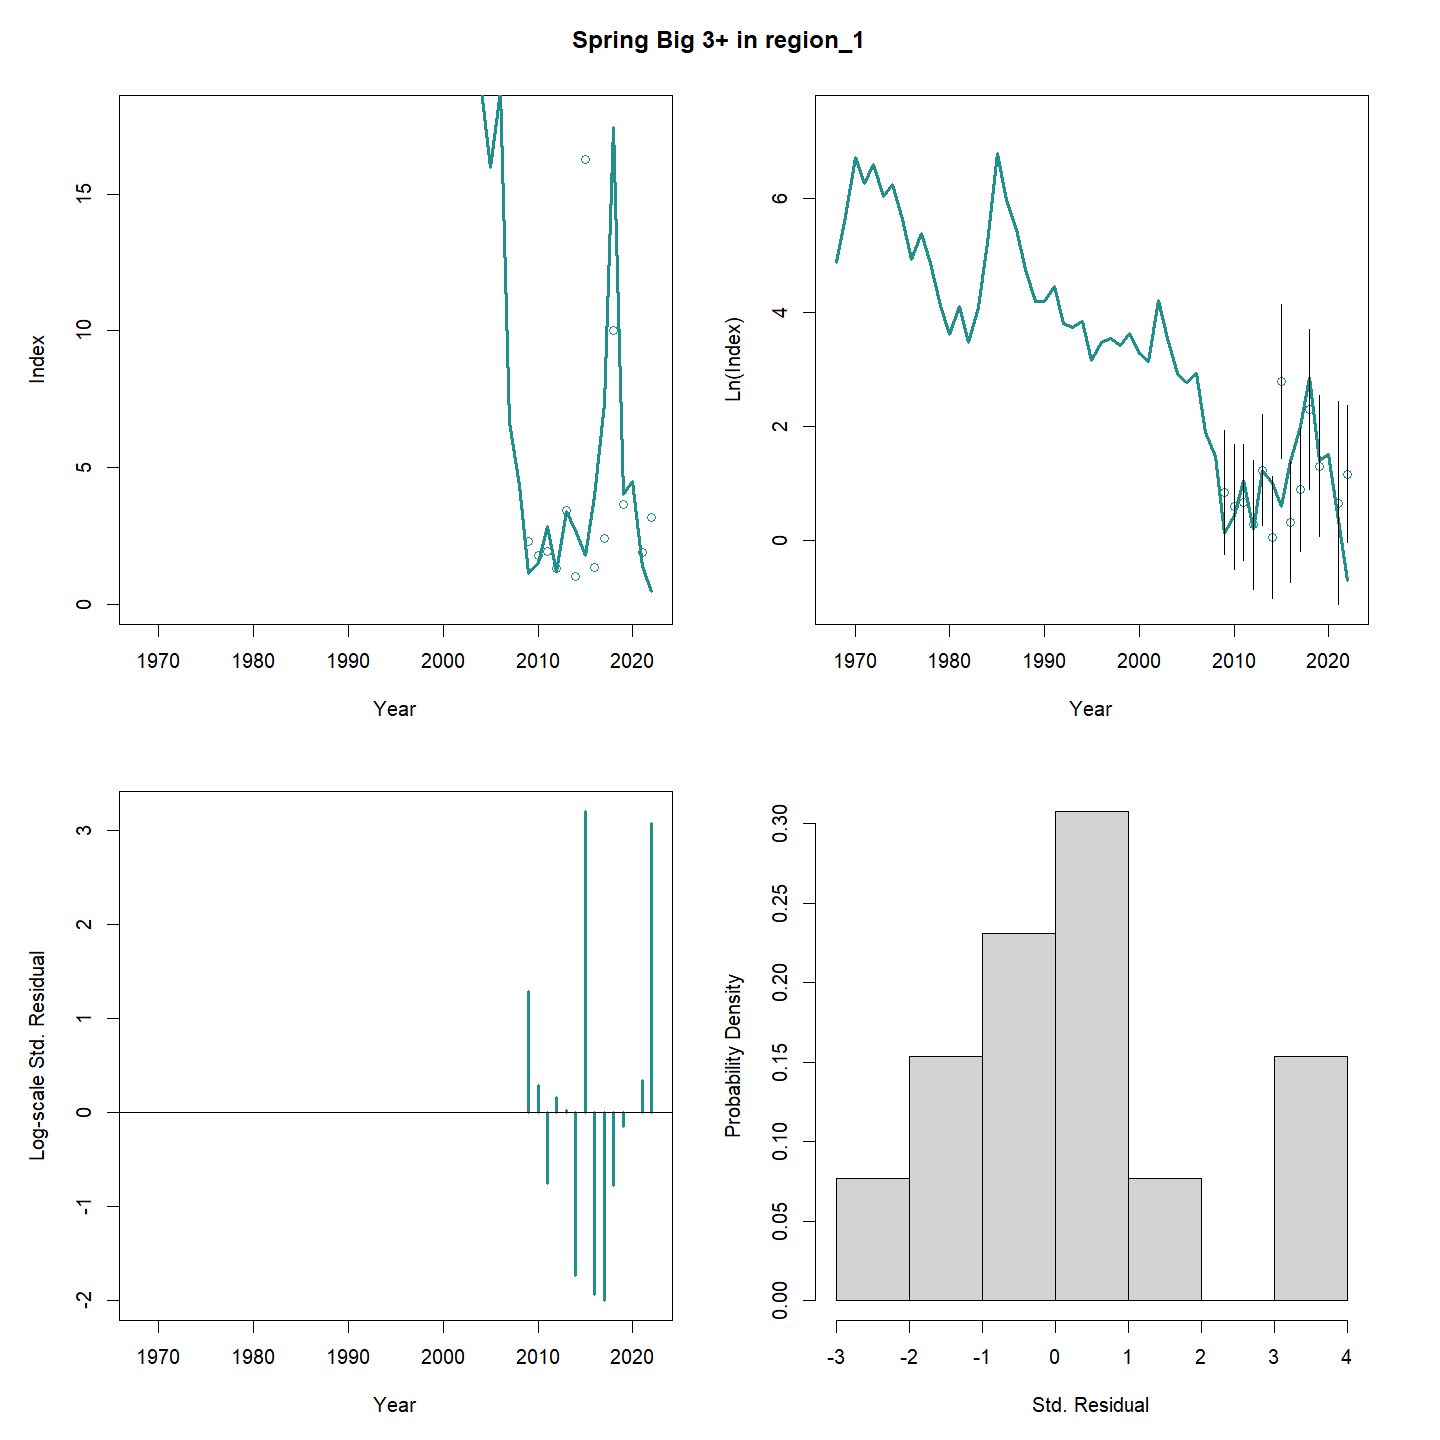 Spring Big 3+ in region_1
Index
0
5
10
15
1970 1980 1990 2000 2010 2020
Year
Ln(Index)
0
2
4
6
1970 1980 1990 2000 2010 2020
Year
Log-scale Std. Residual
-2
-1
0
1
2
3
1970 1980 1990 2000 2010 2020
Year
Probability Density
0.00
0.05
0.10
0.15
0.20
0.25
0.30
-3 -2 -1 0 1 2 3 4
Std. Residual